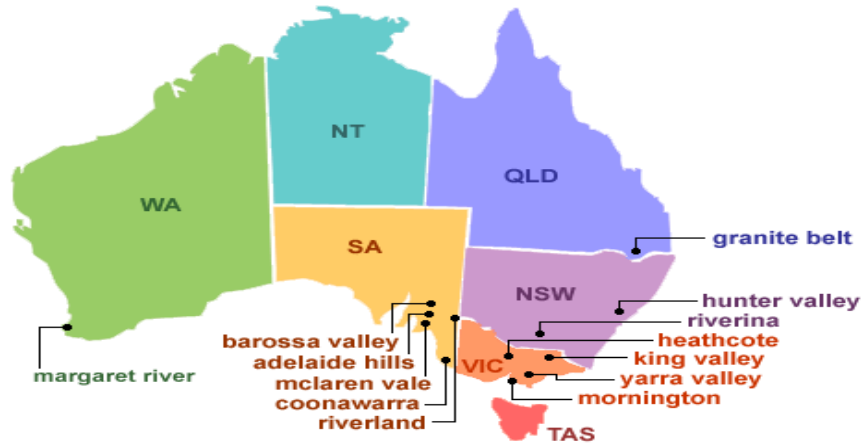 NT
QLD
WA
SA
granite belt
NSW
hunter valley
riverina
barossa valley
heathcote
adelaide hills
VIC
king valley
margaret river
mclaren vale
yarra valley
coonawarra
mornington
riverland
TAS